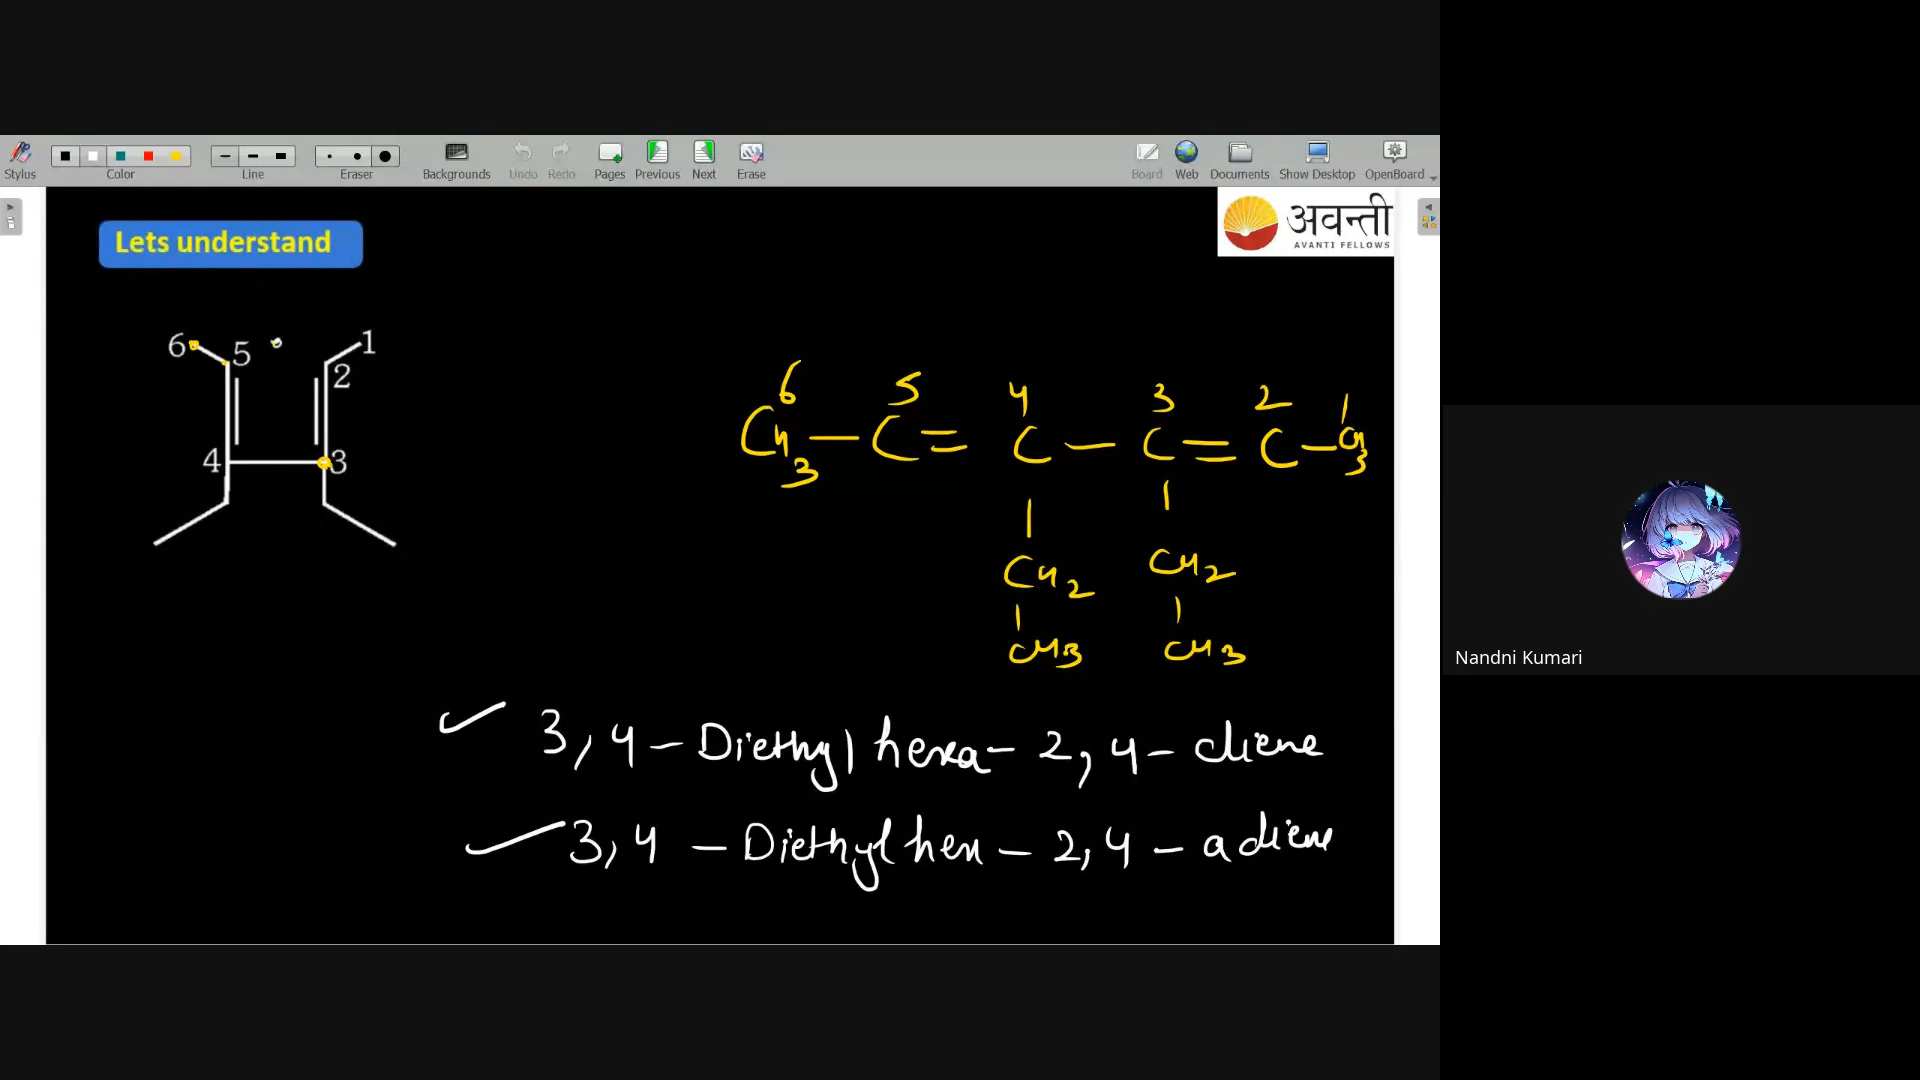 Stylus
Color
Line
Eraser
Backgrounds
Undo
Redo
Pages
Previous
Next
Erase
Board
Web
Documents
Show Desktop
OpenBoard
Lets understand
अवन्ती
AVANTI FELLOWS
6 5 1
2
4 3
6 5 4 3 2 1
CH3 – C = C – C = C – CH3
CH2 CH2
CH3 CH3
3,4 – Diethyl hexa – 2,4 – diene
3,4 – Diethyl hex – 2,4 – adiene
Nandni Kumari